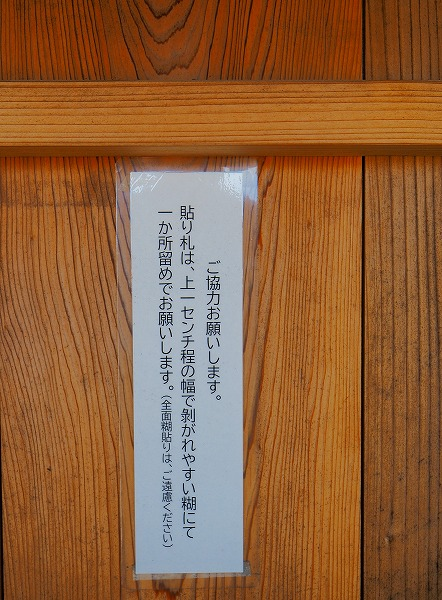 ご協力お願いします。
貼り札は、上一センチ程の幅で剥がれやすい糊にて
一か所留めでお願いします。(全面糊貼りは、ご遠慮ください)